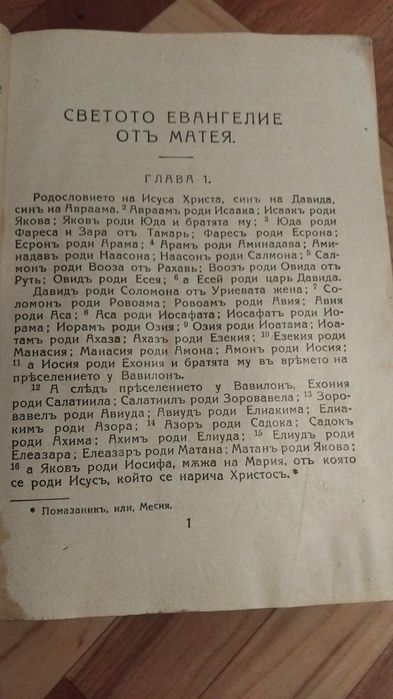 СВЕТОТО ЕВАНГЕЛИЕ
ОТЪ МАТЕЯ.
ГЛАВА 1.
Родословието на Исуса Христа, синъ на Давида,
синъ на Авраама. ² Авраамъ роди Исаака; Исаакъ роди
Якова; Яковъ роди Юда и братята му; ³ Юда роди
Фареса и Зара отъ Тамарь; Фаресъ роди Есрона;
Есронъ роди Арама; ⁴ Арамъ роди Аминадава; Ами-
надавъ роди Наасона; Наасонъ роди Салмона; ⁵ Сал-
монъ роди Вооза отъ Рахавь; Воозъ роди Овида отъ
Руть; Овидъ роди Есея; ⁶ а Есей роди царь Давида.
Давидъ роди Соломона отъ Уриевата жена; ⁷ Со-
ломонъ роди Ровоама; Ровоамъ роди Авия; Авия
роди Аса; ⁸ Аса роди Иосафата; Иосафатъ роди Ио-
рама; Иорамъ роди Озия; ⁹ Озия роди Иоатама; Иоа-
тамъ роди Ахаза; Ахазъ роди Езекия; ¹⁰ Езекия роди
Манасия; Манасия роди Амона; Амонъ роди Иосия;
¹¹ а Иосия роди Ехония и братята му въ врѣмето на
прѣселението у Вавилонъ.
¹² А слѣдъ прѣселението у Вавилонъ, Ехония
роди Салатиила; Салатиилъ роди Зоровавела; ¹³ Зоро-
вавелъ роди Авиуда; Авиудъ роди Елиакима; Елиа-
кимъ роди Азора; ¹⁴ Азоръ роди Садока; Садокъ
роди Ахима; Ахимъ роди Елиуда; ¹⁵ Елиудъ роди
Елеазара; Елеазаръ роди Матана; Матанъ роди Якова;
¹⁶ а Яковъ роди Иосифа, мѫжа на Мария, отъ която
се роди Исусъ, който се нарича Христосъ.*
* Помазаникъ, или, Месия.
1